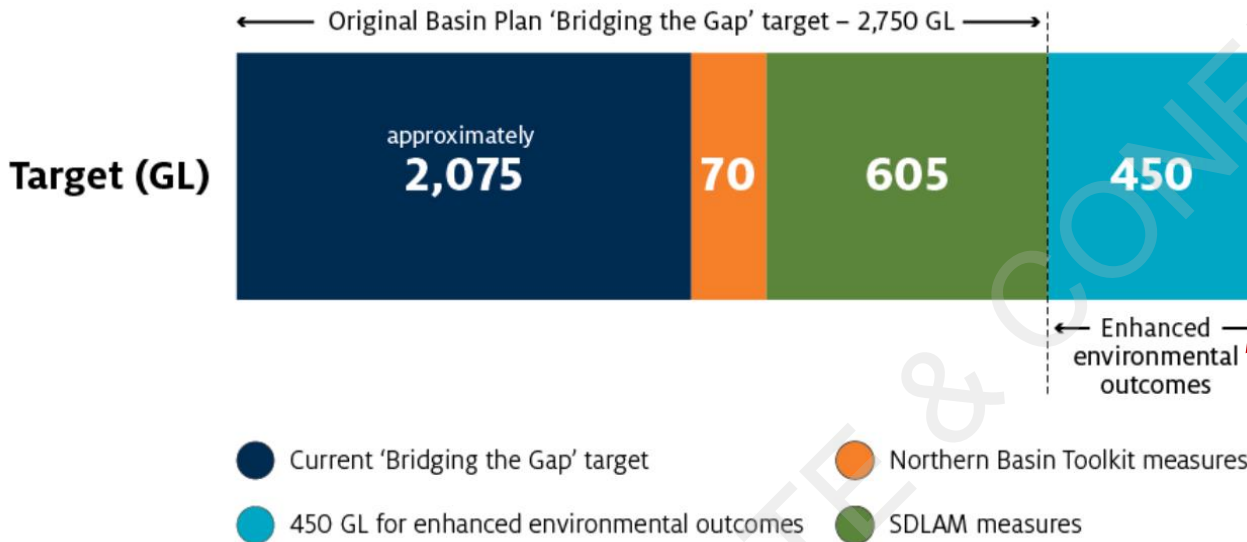 Original Basin Plan ‘Bridging the Gap’ target – 2,750 GL
Target (GL)
approximately
2,075
70
605
450
Enhanced
environmental
outcomes
Current ‘Bridging the Gap’ target
Northern Basin Toolkit measures
450 GL for enhanced environmental outcomes
SDLAM measures